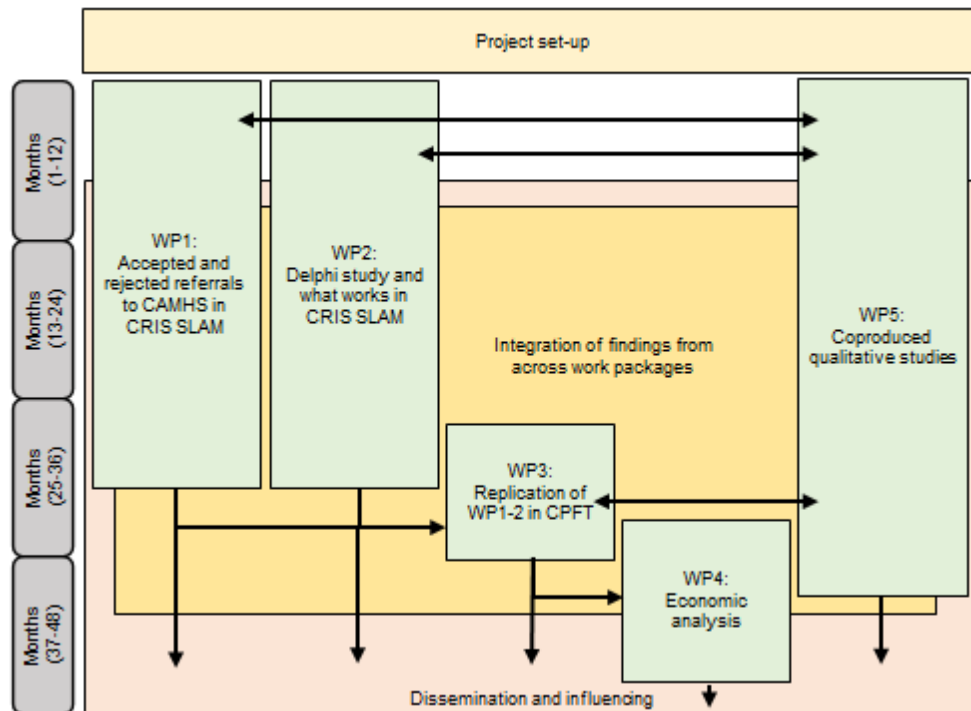 Project set-up
Months
(1-12)
Months
(13-24)
Months
(25-36)
Months
(37-48)
WP1:
Accepted and
rejected referrals
to CAMHS in
CRIS SLAM
WP2:
Delphi study and
what works in
CRIS SLAM
WP5:
Coproduced
qualitative studies
Integration of findings from
across work packages
WP3:
Replication of
WP1-2 in CPFT
WP4:
Economic
analysis
Dissemination and influencing